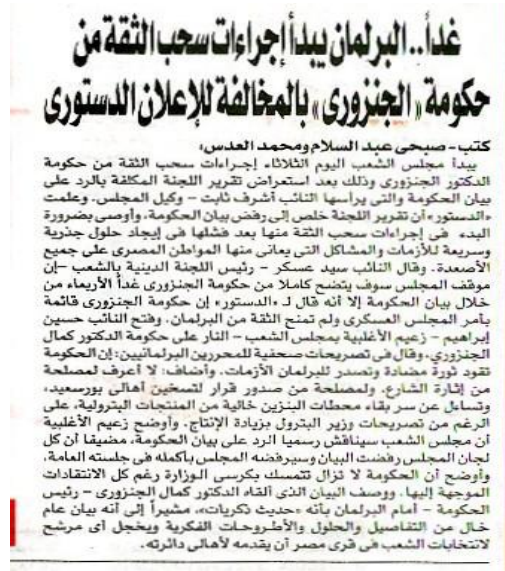 غداً.. البرلمان يبدأ إجراءات سحب الثقة من
حكومة «الجنزورى» بالمخالفة للإعلان الدستورى
كتب - صبحى عبد السلام ومحمد العدس:
يبدأ مجلس الشعب اليوم الثلاثاء إجراءات سحب الثقة من حكومة
الدكتور الجنزورى وذلك بعد استعراض تقرير اللجنة المكلفة بالرد على
بيان الحكومة والتى يرأسها النائب أشرف ثابت - وكيل المجلس. وعلمت
«الدستور» أن تقرير اللجنة خلص إلى رفض بيان الحكومة، وأوصى بضرورة
البدء فى إجراءات سحب الثقة منها بعد فشلها فى إيجاد حلول جذرية
وسريعة للأزمات والمشاكل التى يعانى منها المواطن المصرى على جميع
الأصعدة. وقال النائب سيد عسكر - رئيس اللجنة الدينية بالشعب - إن
موقف المجلس سوف يتضح كاملا من حكومة الجنزورى غداً الأربعاء من
خلال بيان الحكومة إلا أنه قال لـ «الدستور» إن حكومة الجنزورى قائمة
بأمر المجلس العسكرى ولم تمنح الثقة من البرلمان. وفتح النائب حسين
إبراهيم - زعيم الأغلبية بمجلس الشعب - النار على حكومة الدكتور كمال
الجنزورى، وقال فى تصريحات صحفية للمحررين البرلمانيين: إن الحكومة
تقود ثورة مضادة وتصدر للبرلمان الأزمات. وأضاف: لا أعرف لمصلحة
من إثارة الشارع، ولمصلحة من صدور قرار لتسخين أهالى بورسعيد،
وتساءل عن سر بقاء محطات البنزين خالية من المنتجات البترولية، على
الرغم من تصريحات وزير البترول بزيادة الإنتاج. وأوضح زعيم الأغلبية
أن مجلس الشعب سيناقش رسميا الرد على بيان الحكومة، مضيفا أن كل
لجان المجلس رفضت البيان وسيرفضه المجلس بأكمله فى جلسته العامة.
وأوضح أن الحكومة لا تزال تتمسك بكرسى الوزارة رغم كل الانتقادات
الموجهة إليها. ووصف البيان الذى ألقاه الدكتور كمال الجنزورى - رئيس
الحكومة - أمام البرلمان بأنه «حديث ذكريات»، مشيراً إلى أنه بيان عام
خال من التفاصيل والحلول والأطروحات الفكرية ويخجل أى مرشح
لانتخابات الشعب فى قرى مصر أن يقدمه لأهالى دائرته.